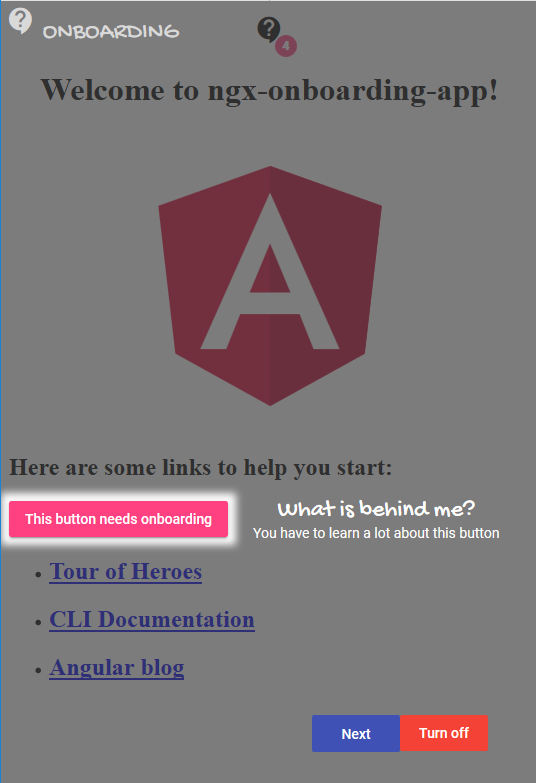 ONBOARDING
4
Welcome to ngx-onboarding-app!
A
Here are some links to help you start:
This button needs onboarding
What is behind me?
You have to learn a lot about this button
Tour of Heroes
CLI Documentation
Angular blog
Next
Turn off